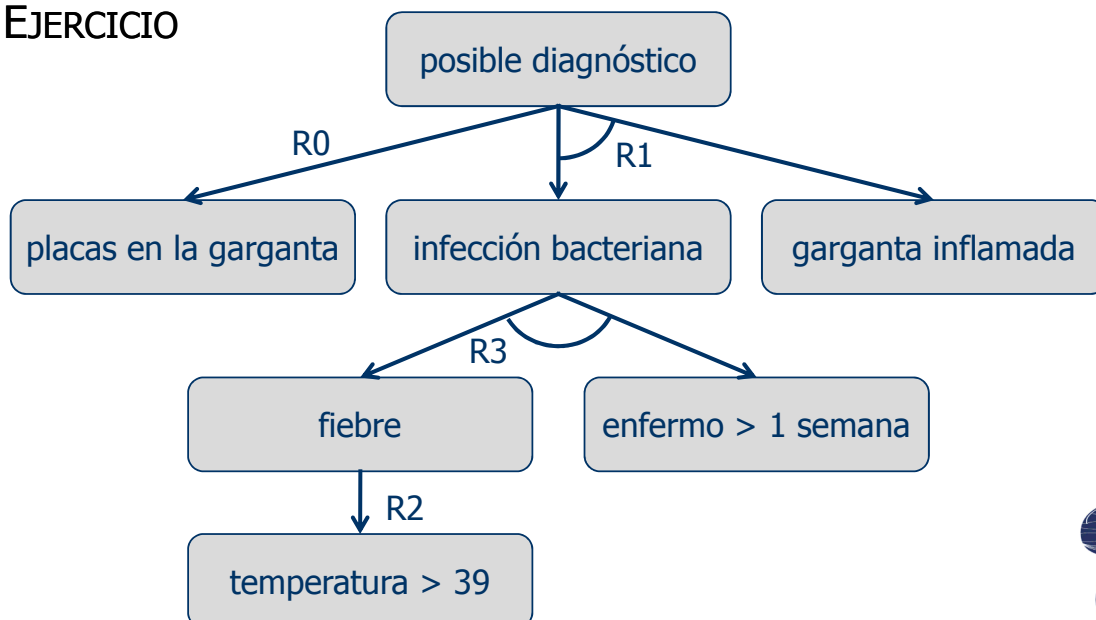 EJERCICIO
posible diagnóstico
R0
R1
placas en la garganta
infección bacteriana
garganta inflamada
R3
fiebre
enfermo > 1 semana
R2
temperatura > 39